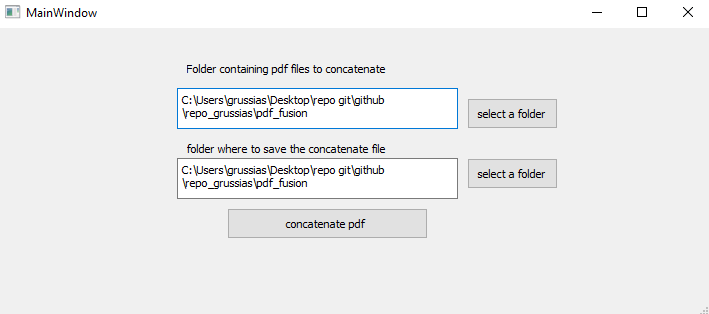 MainWindow
Folder containing pdf files to concatenate
C:\Users\grussias\Desktop\repo git\github
\repo_grussias\pdf_fusion
select a folder
folder where to save the concatenate file
C:\Users\grussias\Desktop\repo git\github
\repo_grussias\pdf_fusion
select a folder
concatenate pdf